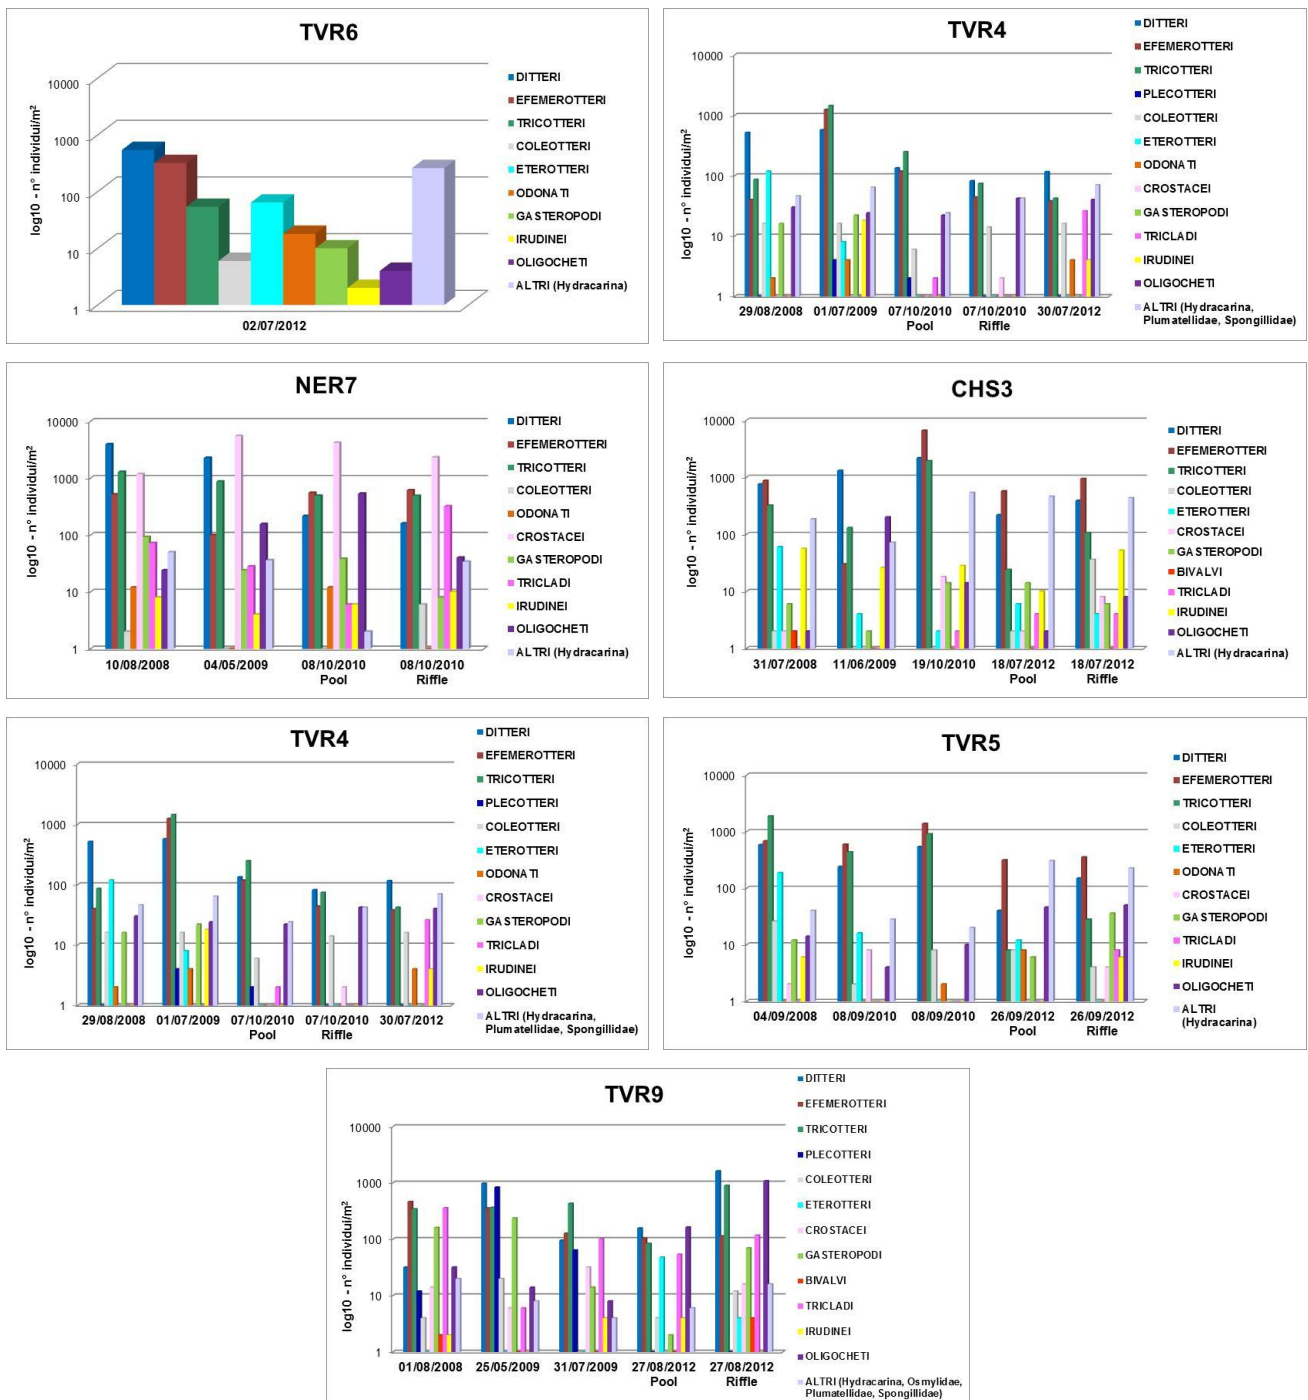 TVR6
log10 - n° individui/m²
10000
1000
100
10
1
02/07/2012
DITTERI
EFEMEROTTERI
TRICOTTERI
COLEOTTERI
ETEROTTERI
ODONATI
GASTEROPODI
IRUDINEI
OLIGOCHETI
ALTRI (Hydracarina)
TVR4
log10 - n° individui/m²
10000
1000
100
10
1
29/08/2008 01/07/2009 07/10/2010 07/10/2010 30/07/2012
Pool Riffle
DITTERI
EFEMEROTTERI
TRICOTTERI
PLECOTTERI
COLEOTTERI
ETEROTTERI
ODONATI
CROSTACEI
GASTEROPODI
TRICLADI
IRUDINEI
OLIGOCHETI
ALTRI (Hydracarina,
Plumatellidae, Spongillidae)
NER7
log10 - n° individui/m²
10000
1000
100
10
1
10/08/2008 04/05/2009 08/10/2010 08/10/2010
Pool Riffle
DITTERI
EFEMEROTTERI
TRICOTTERI
COLEOTTERI
ODONATI
CROSTACEI
GASTEROPODI
TRICLADI
IRUDINEI
OLIGOCHETI
ALTRI (Hydracarina)
CHS3
log10 - n° individui/m²
10000
1000
100
10
1
31/07/2008 11/06/2009 19/10/2010 18/07/2012 18/07/2012
Pool Riffle
DITTERI
EFEMEROTTERI
TRICOTTERI
COLEOTTERI
ETEROTTERI
CROSTACEI
GASTEROPODI
BIVALVI
TRICLADI
IRUDINEI
OLIGOCHETI
ALTRI (Hydracarina)
TVR4
log10 - n° individui/m²
10000
1000
100
10
1
29/08/2008 01/07/2009 07/10/2010 07/10/2010 30/07/2012
Pool Riffle
DITTERI
EFEMEROTTERI
TRICOTTERI
PLECOTTERI
COLEOTTERI
ETEROTTERI
ODONATI
CROSTACEI
GASTEROPODI
TRICLADI
IRUDINEI
OLIGOCHETI
ALTRI (Hydracarina,
Plumatellidae, Spongillidae)
TVR5
log10 - n° individui/m²
10000
1000
100
10
1
04/09/2008 08/09/2010 08/09/2010 26/09/2012 26/09/2012
Pool Riffle
DITTERI
EFEMEROTTERI
TRICOTTERI
COLEOTTERI
ETEROTTERI
ODONATI
CROSTACEI
GASTEROPODI
TRICLADI
IRUDINEI
OLIGOCHETI
ALTRI
(Hydracarina)
TVR9
log10 - n° individui/m²
10000
1000
100
10
1
01/08/2008 25/05/2009 31/07/2009 27/08/2012 27/08/2012
Pool Riffle
DITTERI
EFEMEROTTERI
TRICOTTERI
PLECOTTERI
COLEOTTERI
ETEROTTERI
CROSTACEI
GASTEROPODI
BIVALVI
TRICLADI
IRUDINEI
OLIGOCHETI
ALTRI (Hydracarina, Osmylidae,
Plumatellidae, Spongillidae)